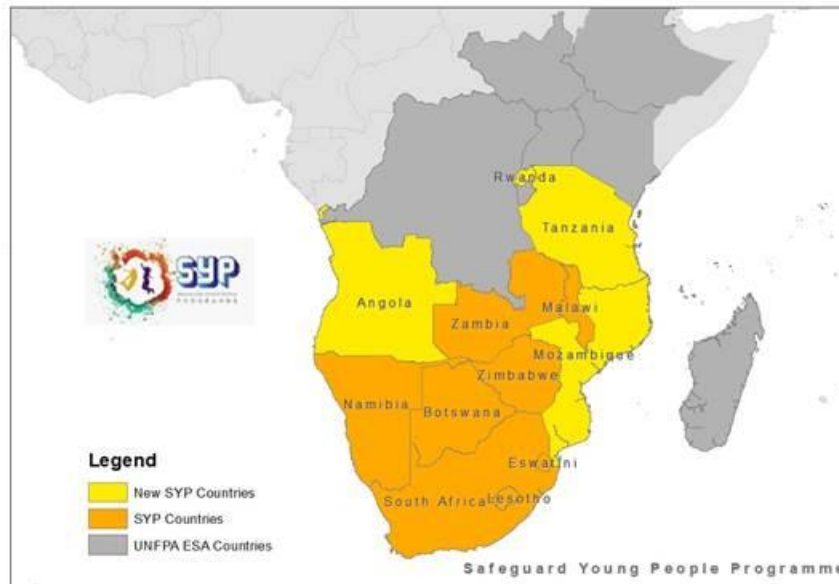 Rwanda
Tanzania
SYP
Angola
Malawi
Zambia
Mozambique
Zimbabwe
Namibia
Botswana
Eswatini
South Africa
Lesotho
Legend
New SYP Countries
SYP Countries
UNFPA ESA Countries
Safeguard Young People Programme